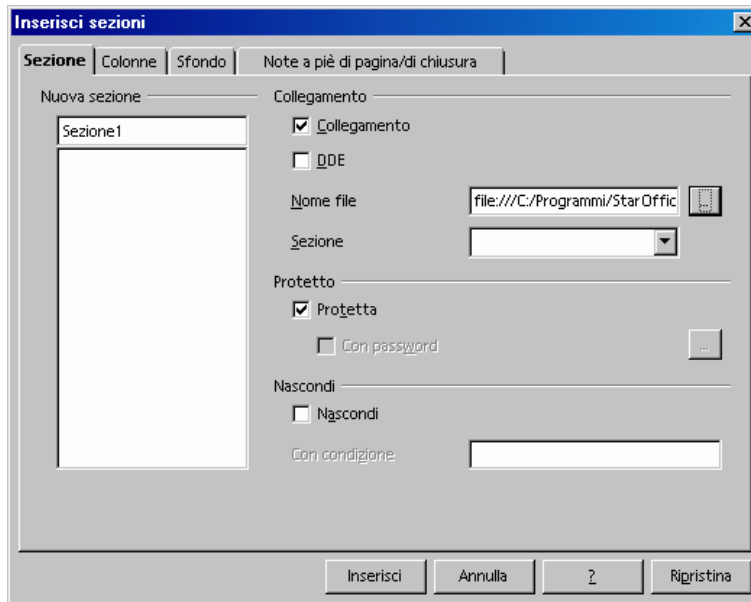 Inserisci sezioni
Sezione Colonne Sfondo Note a piè di pagina/di chiusura
Nuova sezione
Sezione1
Collegamento
Collegamento
DDE
Nome file file:///C:/Programmi/StarOffic ...
Sezione
Protetto
Protetta
Con password ...
Nascondi
Nascondi
Con condizione
Inserisci Annulla ? Ripristina